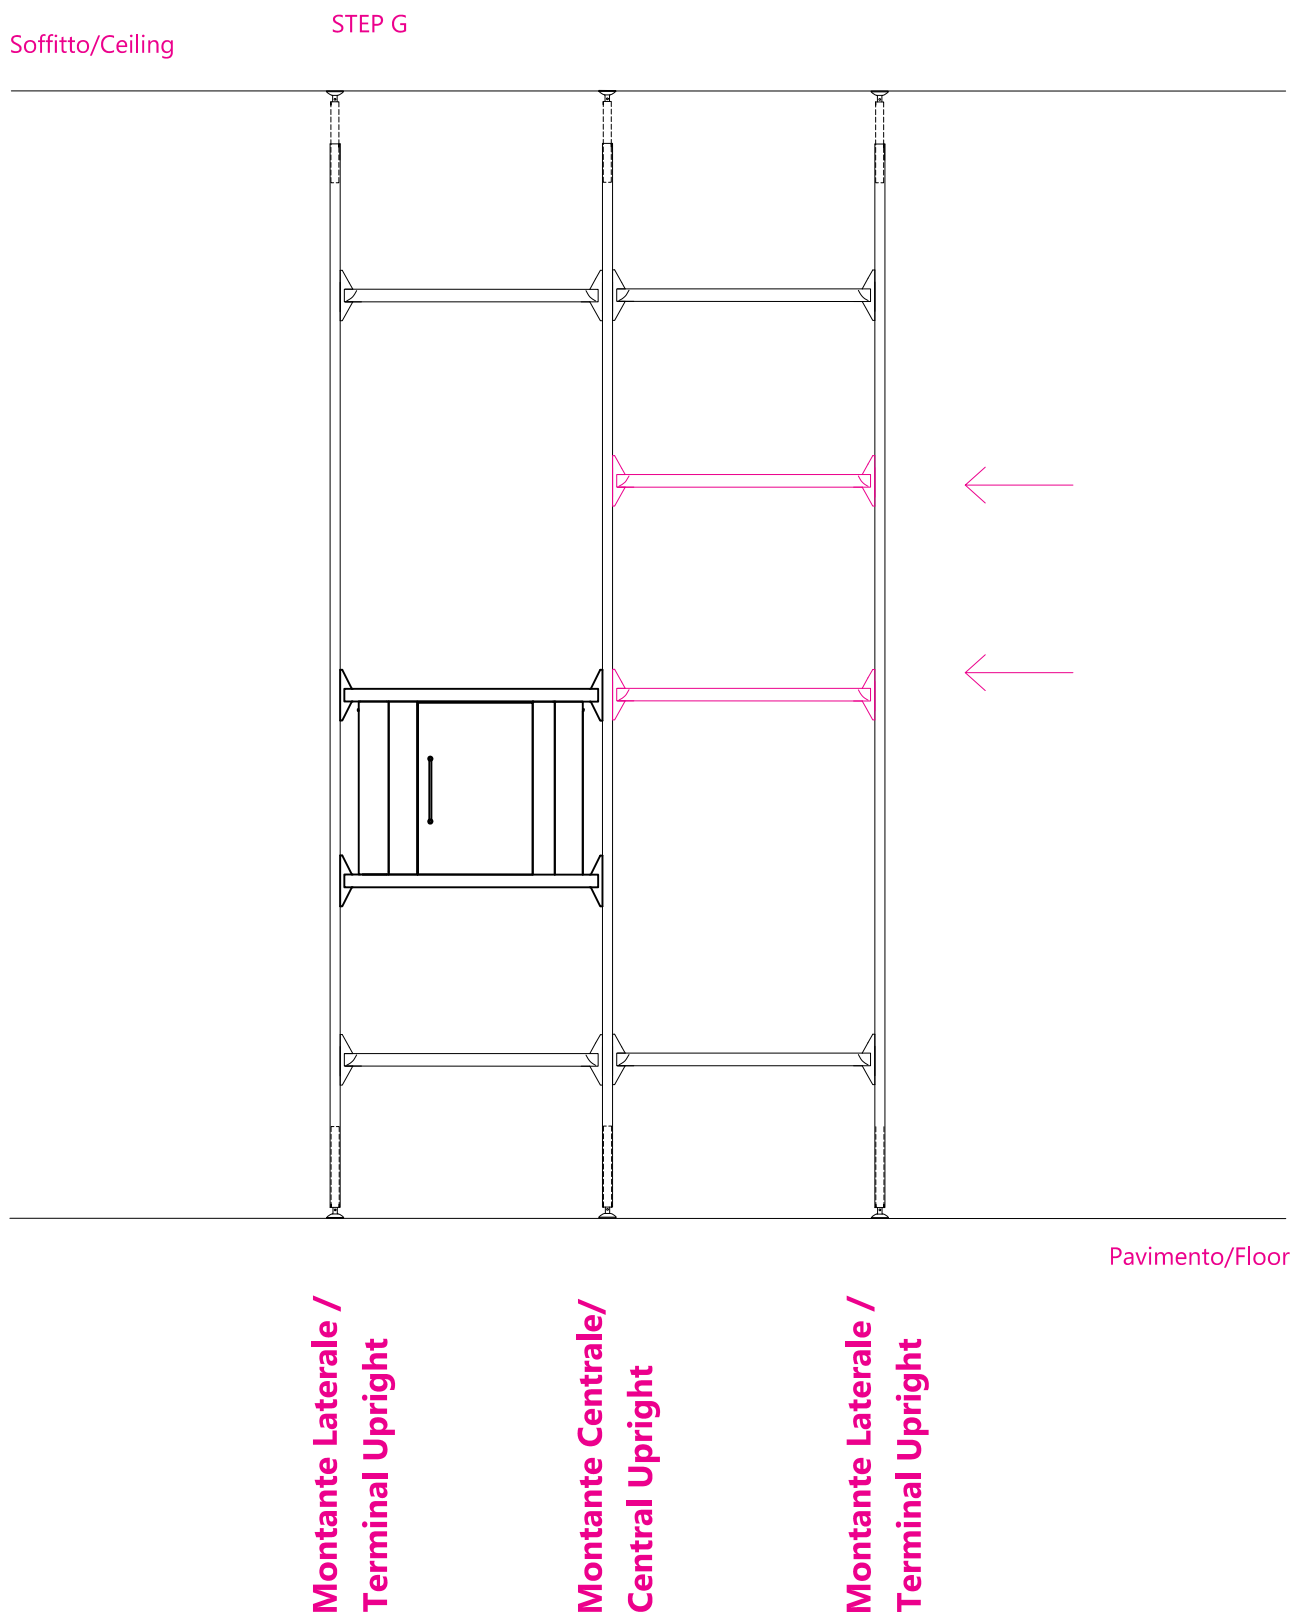 STEP G
Soffitto/Ceiling
Pavimento/Floor
Montante Laterale /
Terminal Upright
Montante Centrale/
Central Upright
Montante Laterale /
Terminal Upright